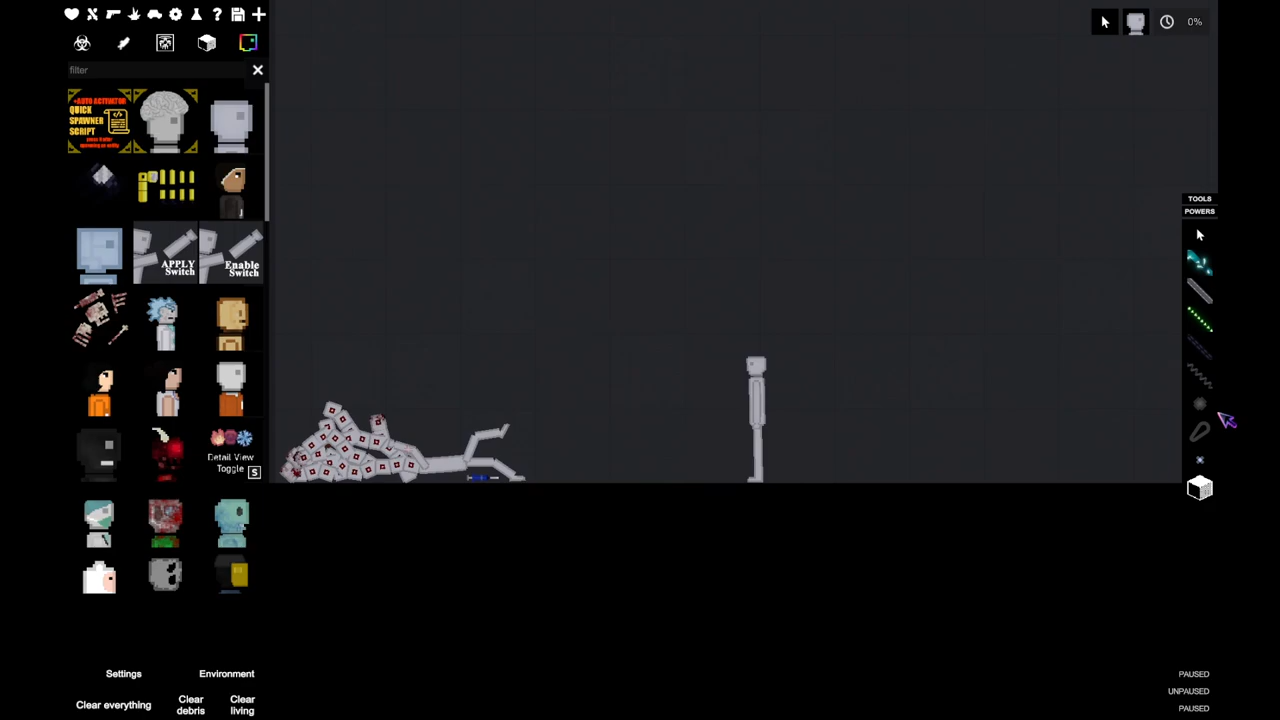 0%
filter
+AUTO ACTIVATOR
QUICK
SPAWNER
SCRIPT
APPLY
Switch
Enable
Switch
Detail View
Toggle
S
TOOLS
POWERS
Settings
Environment
Clear everything
Clear
debris
Clear
living
PAUSED
UNPAUSED
PAUSED